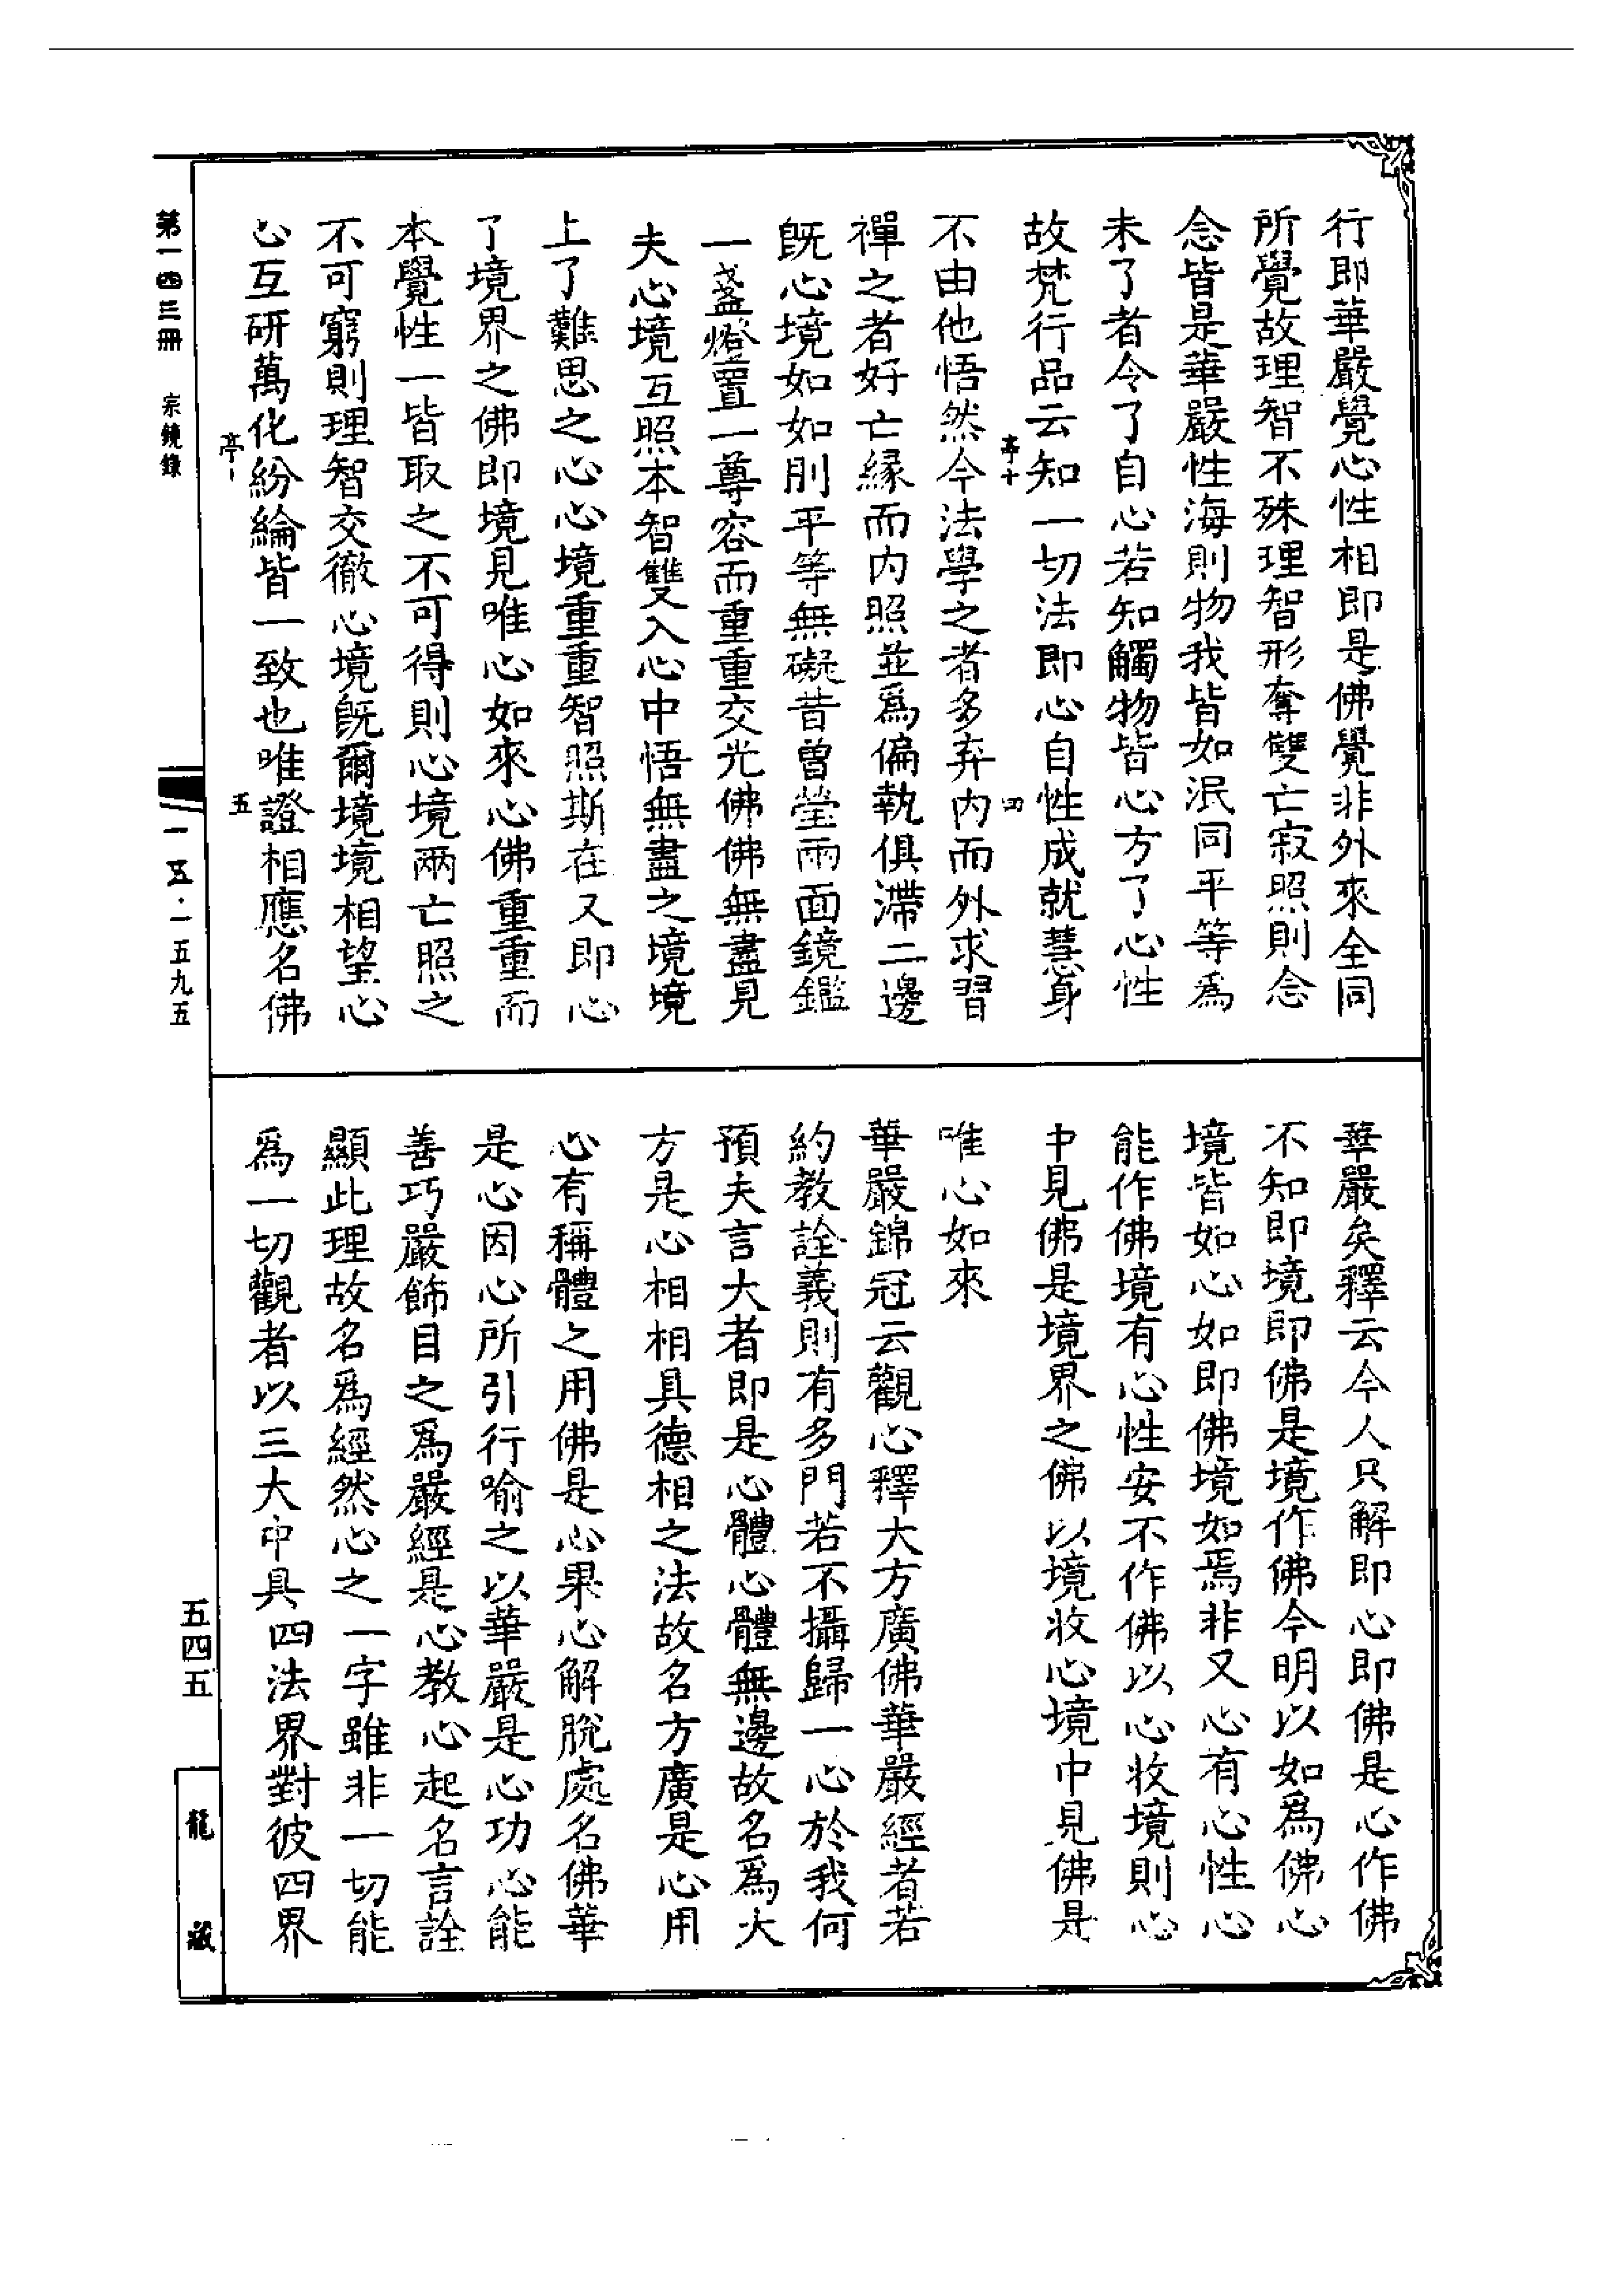 行即華嚴覺心性相即是佛覺非外來全同
所覺故理智不殊理智形奪雙亡寂照則念
念皆是華嚴性海則物我皆如泯同平等為
未了者令了自心若知觸物皆心方了心性
故梵行品云知一切法即心自性成就慧身
亭十
四
不由他悟然今法學之者多弃内而外求習
禪之者好亡緣而内照並爲偏執俱滯二邊
既心境如如則平等無礙昔曾瑩兩面鏡鑑
一盞燈置一尊容而重重交光佛佛無盡見
夫心境互照本智雙入心中悟無盡之境境
上了難思之心心境重重智照斯在又即心
了境界之佛即境見唯心如來心佛重重而
本覺性一皆取之不可得則心境兩亡照之
不可窮則理智交徹心境既爾境境相望心
心互研萬化紛綸皆一致也唯證相應名佛
亭
五
華嚴矣釋云今人只解即心即佛是心作佛
不知即境即佛是境作佛今明以如爲佛心
境皆如心如即佛境如焉非又心有心性心
能作佛境有心性安不作佛以心收境則心
中見佛是境界之佛以境收心境中見佛是
唯心如來
華嚴錦冠云觀心釋大方廣佛華嚴經者若
約教詮義則有多門若不攝歸一心於我何
預夫言大者即是心體心體無邊故名爲大
方是心相相具德相之法故名方廣是心用
心有稱體之用佛是心果心解脫處名佛華
是心因心所引行喻之以華嚴是心功心能
善巧嚴飾目之爲嚴經是心教心起名言詮
顯此理故名爲經然心之一字雖非一切能
爲一切觀者以三大中具四法界對彼四界
第一四三冊 宗鏡錄
一五·一五九五
五四五
龍藏